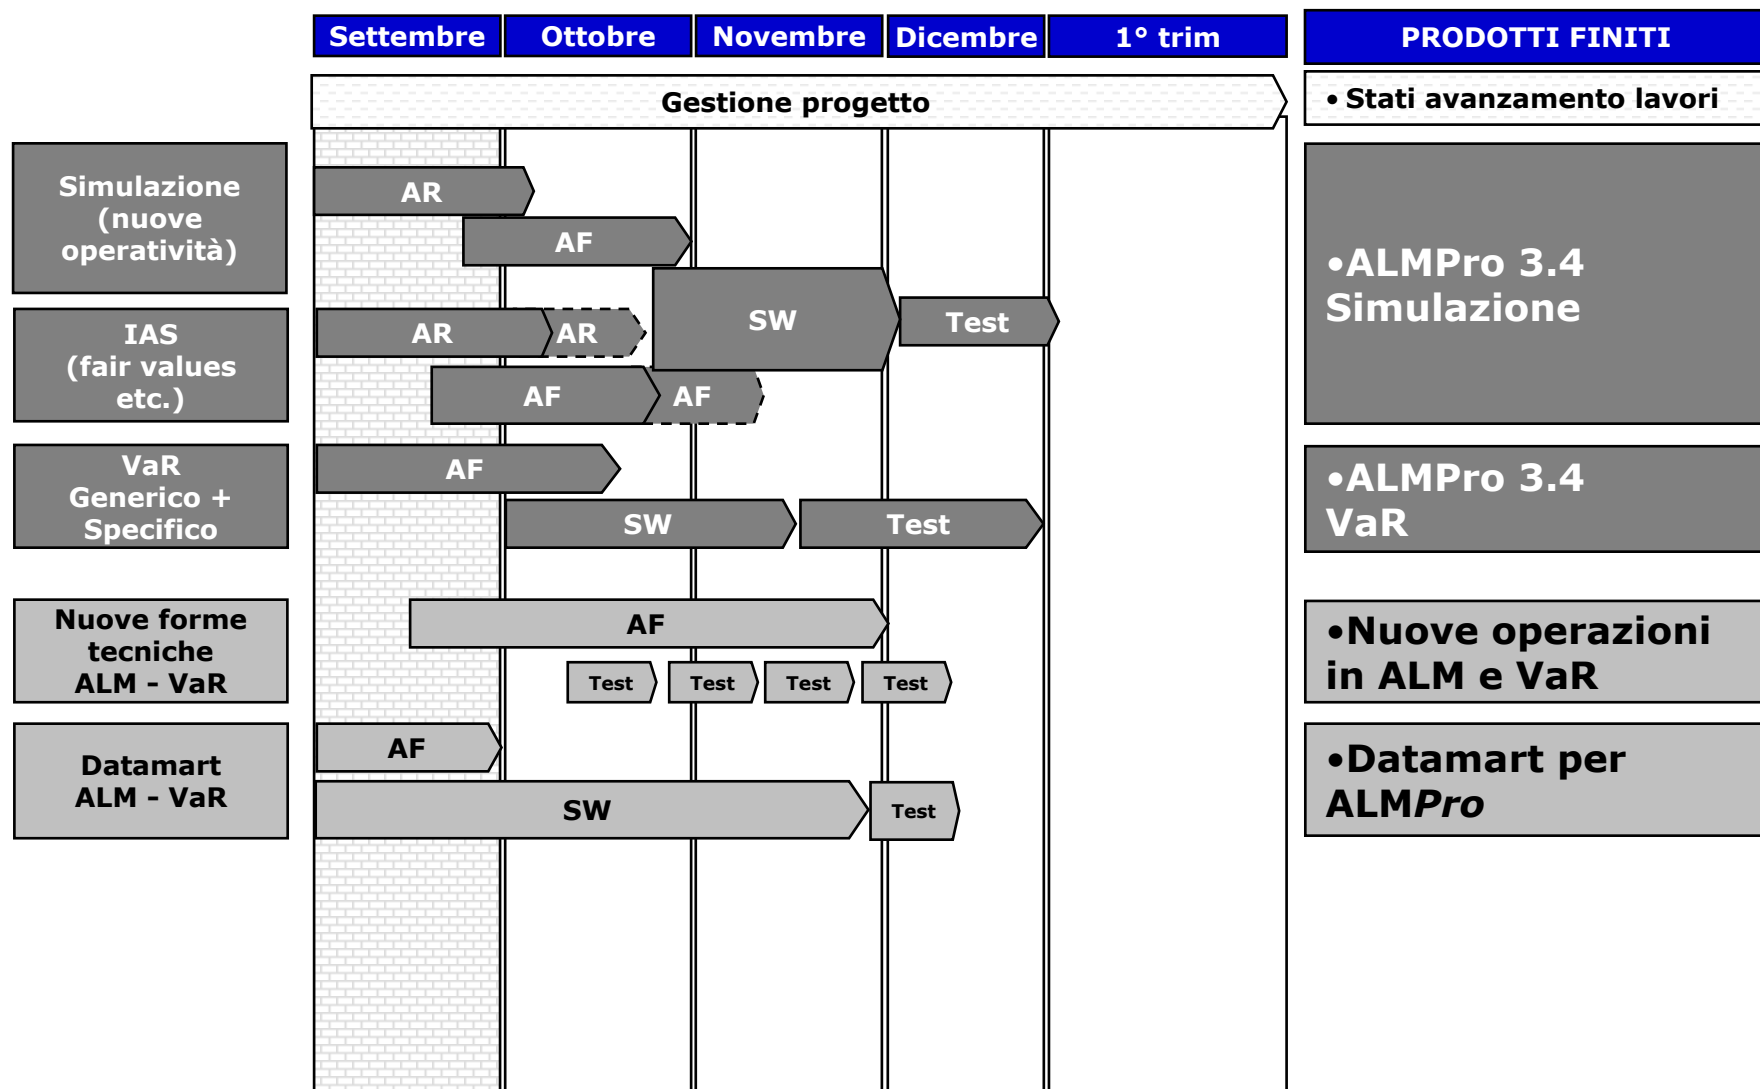 Settembre Ottobre Novembre Dicembre 1° trim PRODOTTI FINITI
Gestione progetto
• Stati avanzamento lavori
Simulazione
(nuove
operatività)
AR
AF
SW
Test
•ALMPro 3.4
Simulazione
IAS
(fair values
etc.)
AR
AR
AF
AF
VaR
Generico +
Specifico
AF
SW
Test
•ALMPro 3.4
VaR
Nuove forme
tecniche
ALM - VaR
AF
Test
Test
Test
Test
•Nuove operazioni
in ALM e VaR
Datamart
ALM - VaR
AF
SW
Test
•Datamart per
ALMPro